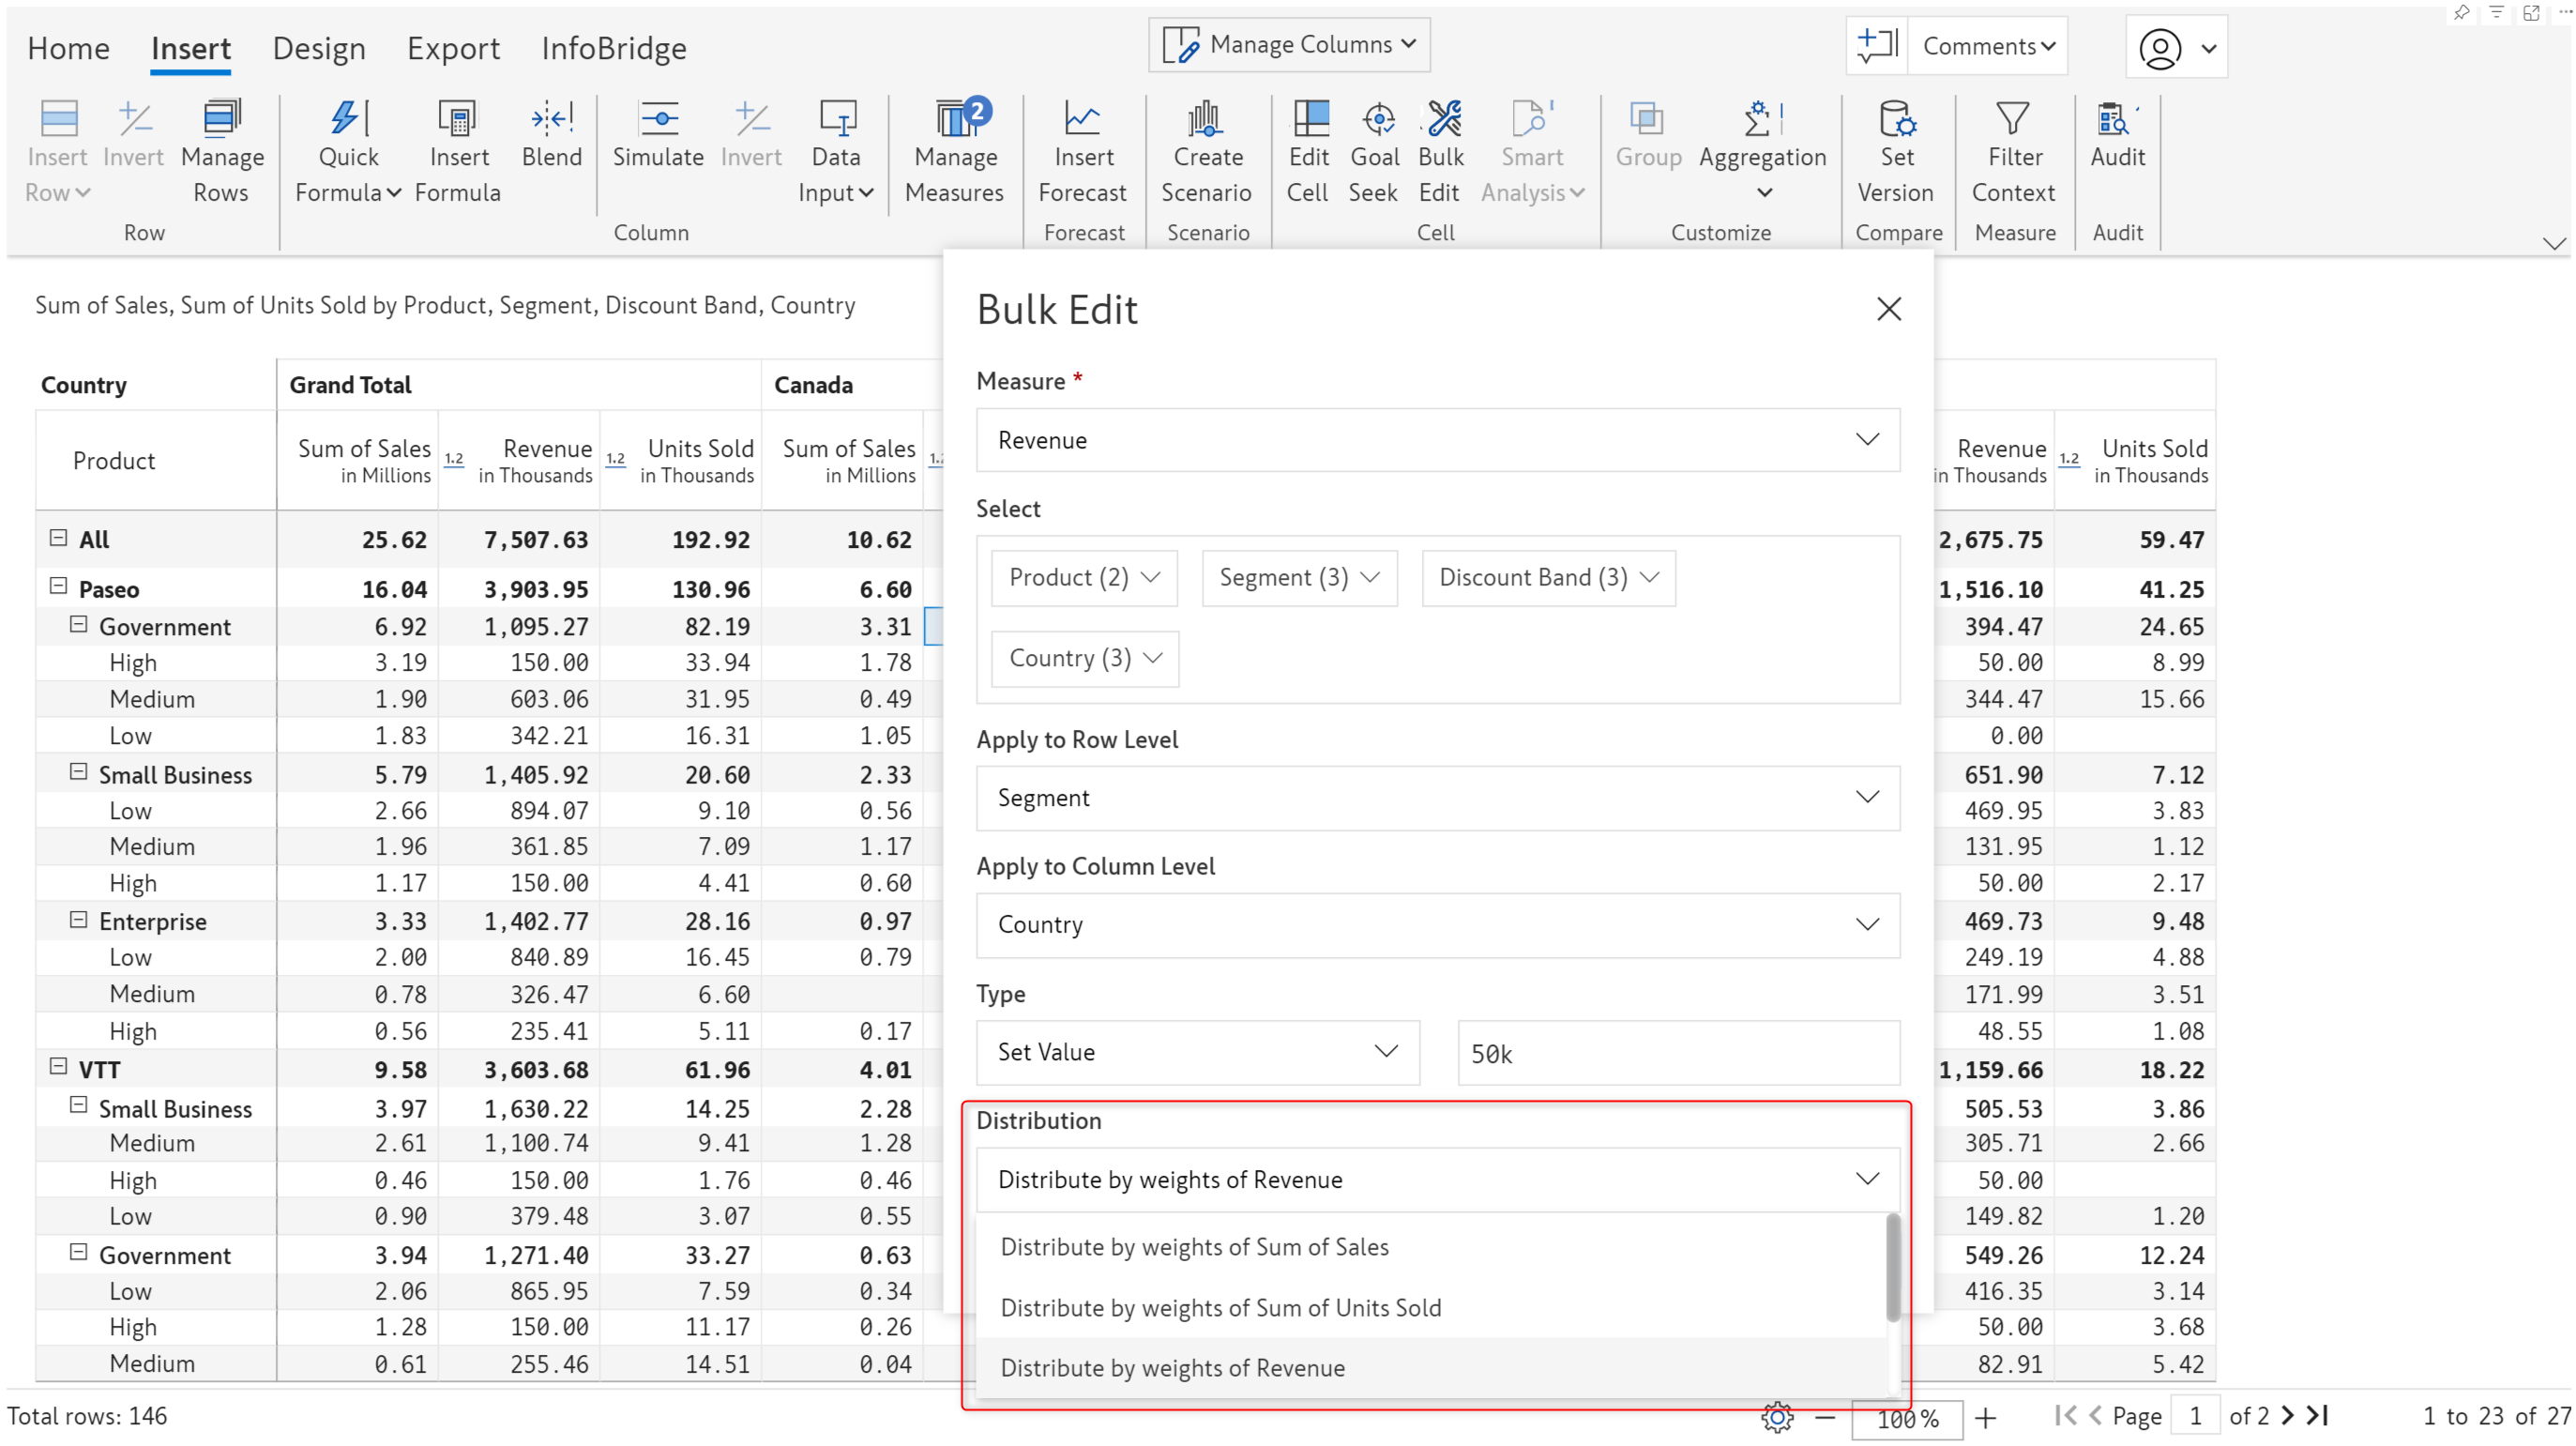 Home Insert Design Export InfoBridge Manage Columns Comments
Insert Row Invert Manage Rows Quick Formula Insert Formula Blend Simulate Invert Data Input 2 Manage Measures Insert Forecast Create Scenario Edit Cell Goal Seek Bulk Edit Smart Analysis Group Aggregation Set Version Filter Context Audit
Row Column Forecast Scenario Cell Customize Compare Measure Audit
Sum of Sales, Sum of Units Sold by Product, Segment, Discount Band, Country
Country Grand Total Canada
Product Sum of Sales in Millions 1.2 Revenue in Thousands 1.2 Units Sold in Thousands Sum of Sales in Millions Revenue in Thousands 1.2 Units Sold in Thousands
All 25.62 7,507.63 192.92 10.62 2,675.75 59.47
Paseo 16.04 3,903.95 130.96 6.60 1,516.10 41.25
Government 6.92 1,095.27 82.19 3.31 394.47 24.65
High 3.19 150.00 33.94 1.78 50.00 8.99
Medium 1.90 603.06 31.95 0.49 344.47 15.66
Low 1.83 342.21 16.31 1.05 0.00
Small Business 5.79 1,405.92 20.60 2.33 651.90 7.12
Low 2.66 894.07 9.10 0.56 469.95 3.83
Medium 1.96 361.85 7.09 1.17 131.95 1.12
High 1.17 150.00 4.41 0.60 50.00 2.17
Enterprise 3.33 1,402.77 28.16 0.97 469.73 9.48
Low 2.00 840.89 16.45 0.79 249.19 4.88
Medium 0.78 326.47 6.60 171.99 3.51
High 0.56 235.41 5.11 0.17 48.55 1.08
VTT 9.58 3,603.68 61.96 4.01 1,159.66 18.22
Small Business 3.97 1,630.22 14.25 2.28 505.53 3.86
Medium 2.61 1,100.74 9.41 1.28 305.71 2.66
High 0.46 150.00 1.76 0.46 50.00
Low 0.90 379.48 3.07 0.55 149.82 1.20
Government 3.94 1,271.40 33.27 0.63 549.26 12.24
Low 2.06 865.95 7.59 0.34 416.35 3.14
High 1.28 150.00 11.17 0.26 50.00 3.68
Medium 0.61 255.46 14.51 0.04 82.91 5.42
Bulk Edit
Measure *
Revenue
Select
Product (2) Segment (3) Discount Band (3)
Country (3)
Apply to Row Level
Segment
Apply to Column Level
Country
Type
Set Value 50k
Distribution
Distribute by weights of Revenue
Distribute by weights of Sum of Sales
Distribute by weights of Sum of Units Sold
Distribute by weights of Revenue
Total rows: 146 100% Page 1 of 2 1 to 23 of 27